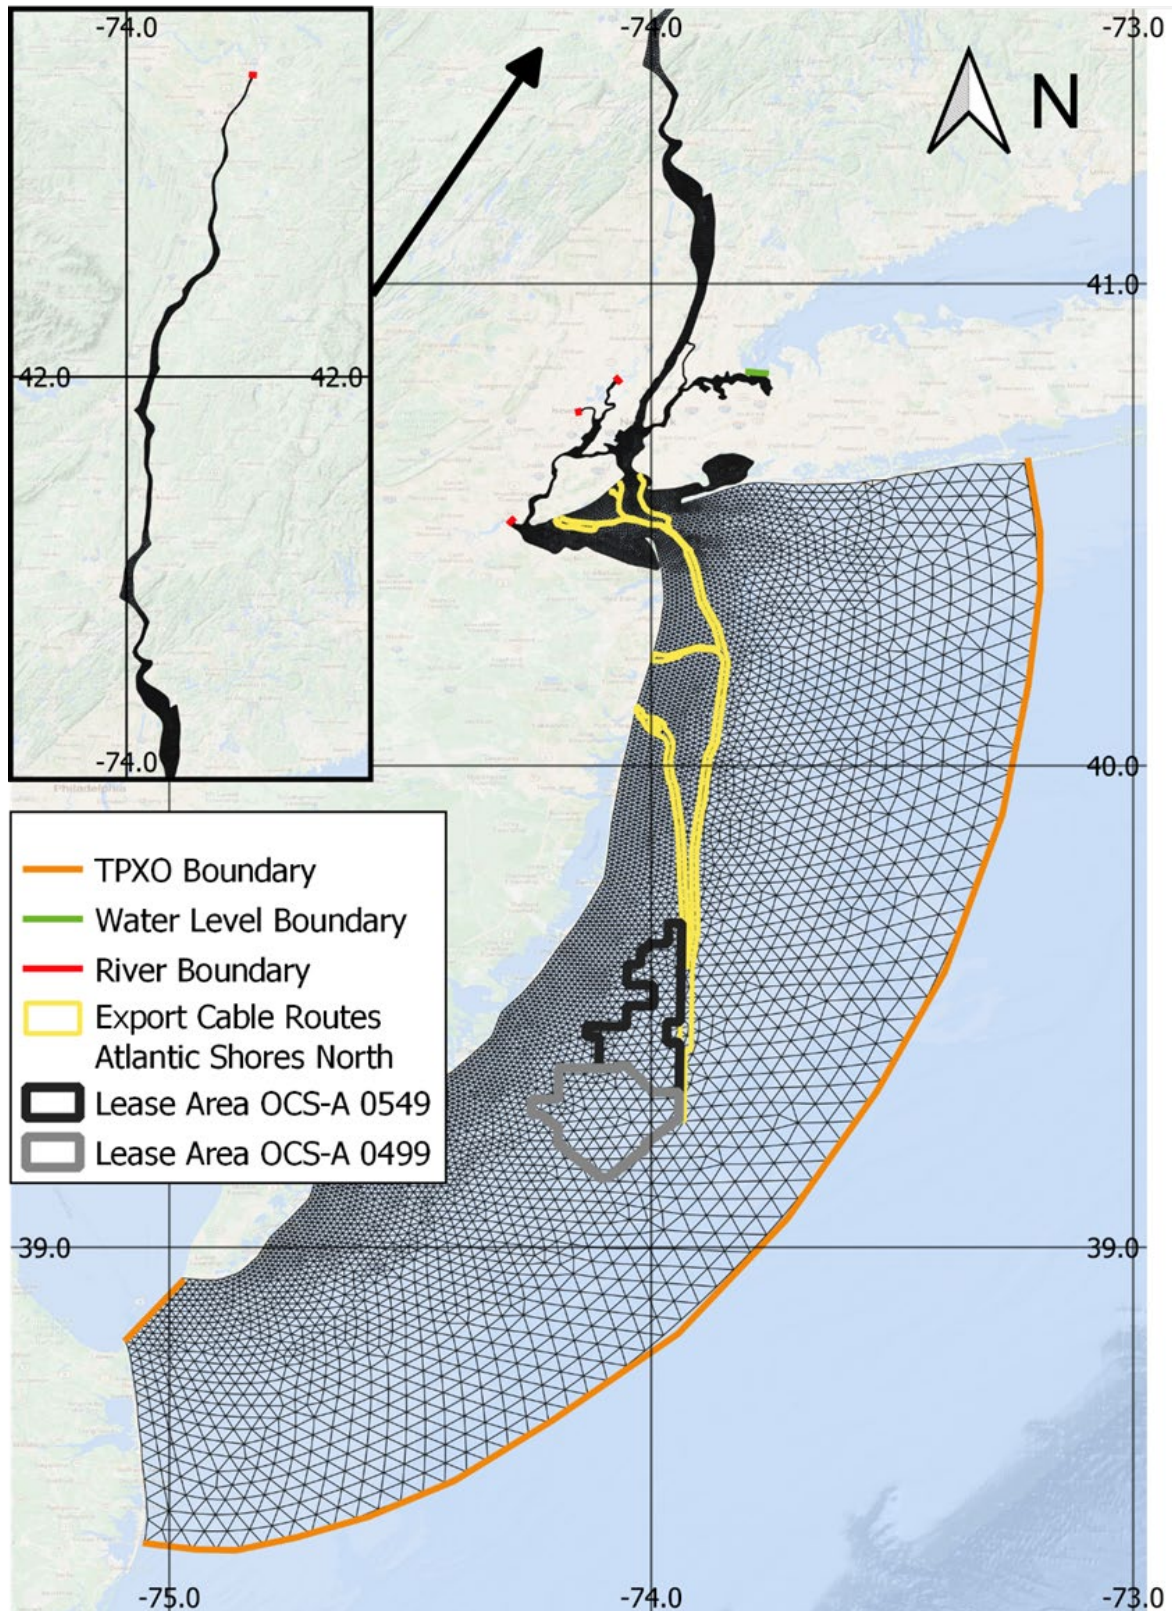 -74.0
-74.0
-73.0
N
41.0
42.0
42.0
-74.0
Philadelphia
40.0
TPXO Boundary
Water Level Boundary
River Boundary
Export Cable Routes
Atlantic Shores North
Lease Area OCS-A 0549
Lease Area OCS-A 0499
39.0
39.0
-75.0
-74.0
-73.0